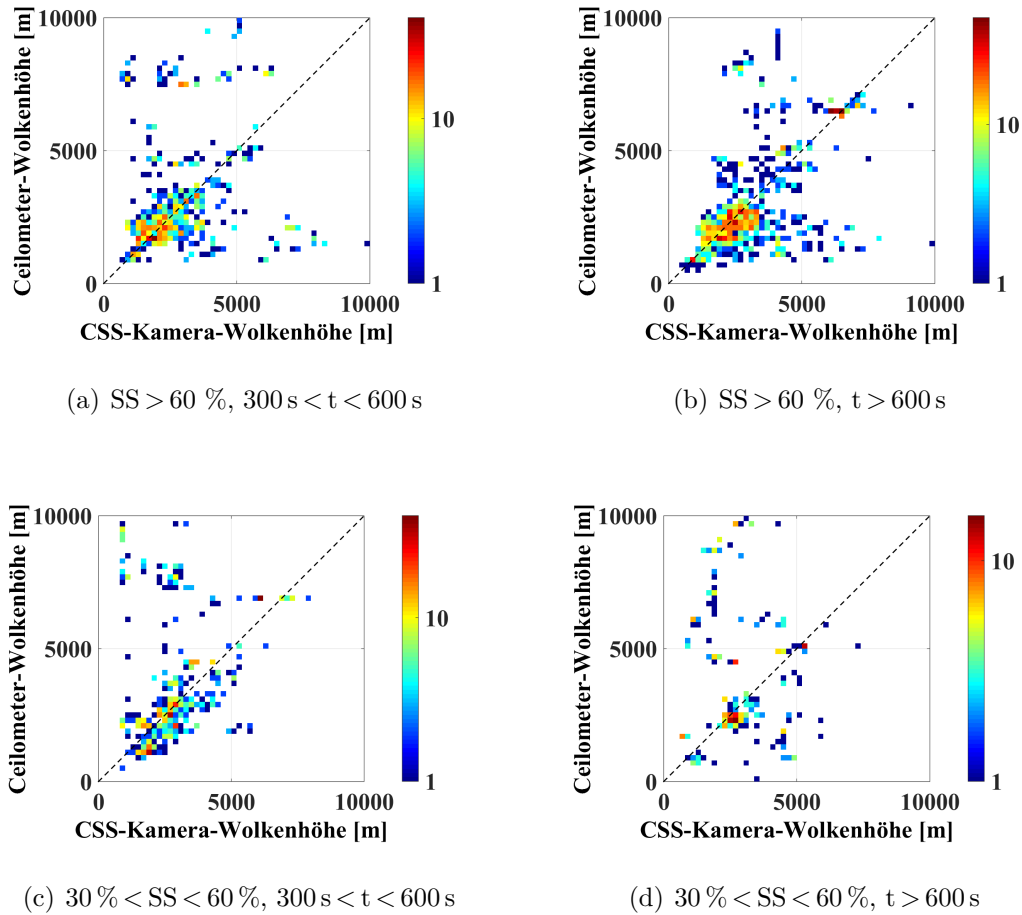 10000
5000
0
0
5000
10000
Ceilometer-Wolkenhöhe [m]
CSS-Kamera-Wolkenhöhe [m]
10
1
(a) SS > 60 %, 300 s < t < 600 s
10000
5000
0
0
5000
10000
Ceilometer-Wolkenhöhe [m]
CSS-Kamera-Wolkenhöhe [m]
10
1
(b) SS > 60 %, t > 600 s
10000
5000
0
0
5000
10000
Ceilometer-Wolkenhöhe [m]
CSS-Kamera-Wolkenhöhe [m]
10
1
(c) 30 % < SS < 60 %, 300 s < t < 600 s
10000
5000
0
0
5000
10000
Ceilometer-Wolkenhöhe [m]
CSS-Kamera-Wolkenhöhe [m]
10
1
(d) 30 % < SS < 60 %, t > 600 s